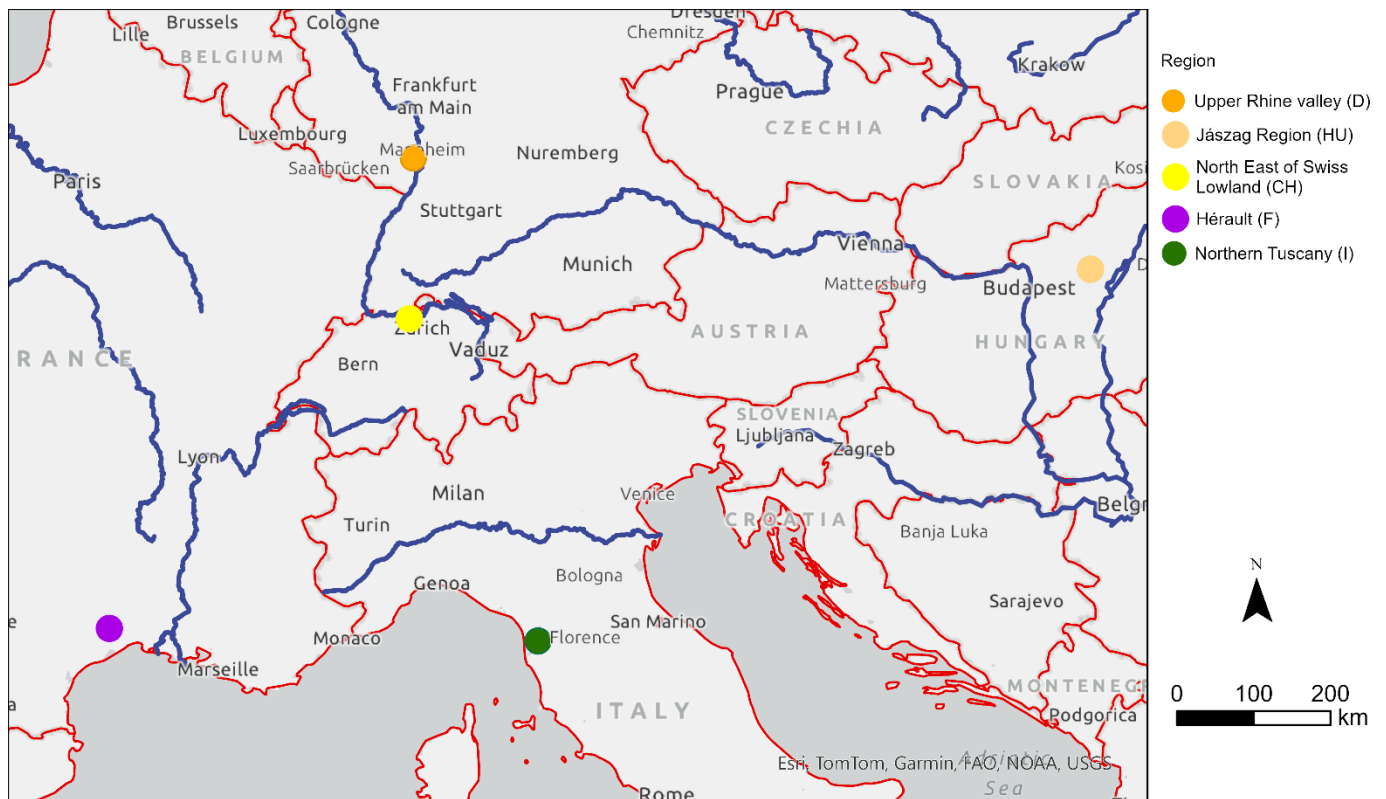 Brussels
Cologne
Dresden
Lille
Chemnitz
BELGIUM
Krakow
Frankfurt
am Main
Prague
Luxembourg
CZECHIA
Mannheim
Nuremberg
Saarbrücken
Kosi
Paris
SLOVAKIA
Stuttgart
Vienna
Munich
D
Mattersburg
Budapest
Zurich
AUSTRIA
HUNGARY
Vaduz
RANCE
Bern
SLOVENIA
Ljubljana
Zagreb
Lyon
Milan
Venice
Belgr
Turin
CROATIA
Banja Luka
Bologna
Genoa
Sarajevo
e
San Marino
Monaco
Florence
Marseille
MONTENEG
a
ITALY
Podgorica
Adriatic
Sea
Esri, TomTom, Garmin, FAO, NOAA, USGS
Rome
Region
Upper Rhine valley (D)
Jászag Region (HU)
North East of Swiss
Lowland (CH)
Hérault (F)
Northern Tuscany (I)
N
0 100 200
km